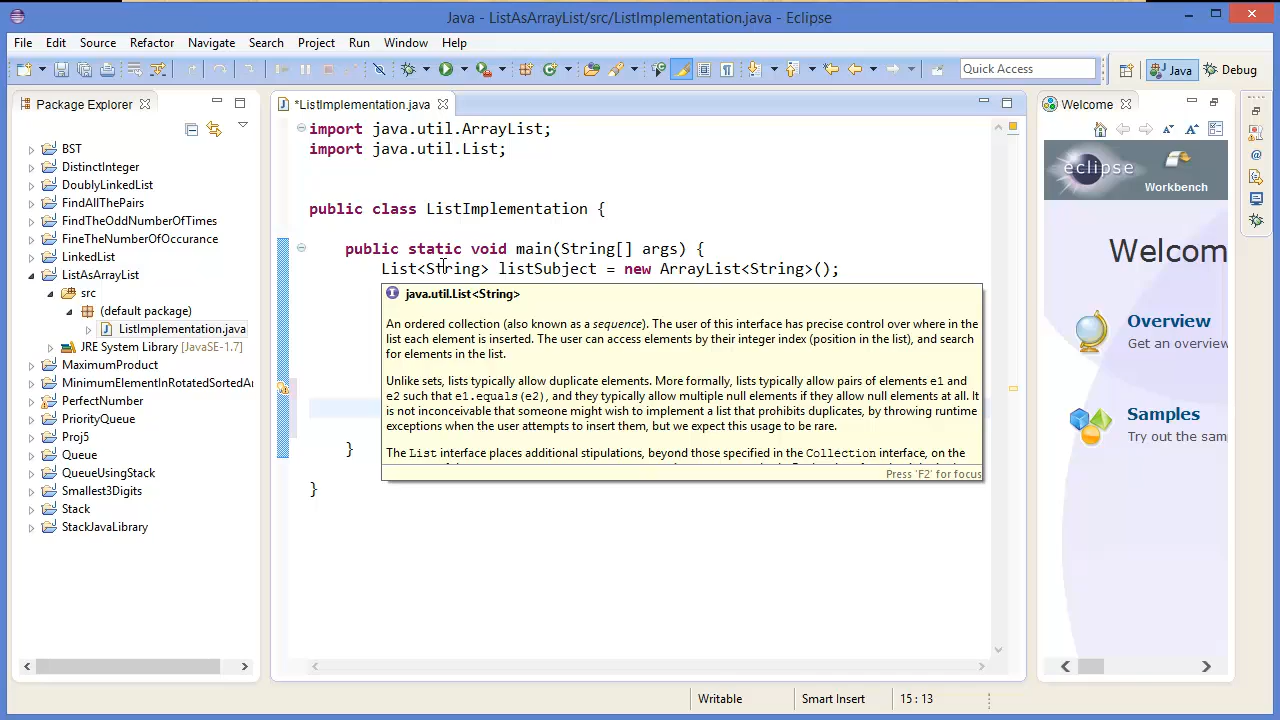 Java - ListAsArrayList/src/ListImplementation.java - Eclipse
File Edit Source Refactor Navigate Search Project Run Window Help
Quick Access
Java
Debug
Package Explorer
BST
DistinctInteger
DoublyLinkedList
FindAllThePairs
FindTheOddNumberOfTimes
FineTheNumberOfOccurance
LinkedList
ListAsArrayList
src
(default package)
ListImplementation.java
JRE System Library [JavaSE-1.7]
MaximumProduct
MinimumElementInRotatedSortedAr
PerfectNumber
PriorityQueue
Proj5
Queue
QueueUsingStack
Smallest3Digits
Stack
StackJavaLibrary
*ListImplementation.java
import java.util.ArrayList;
import java.util.List;
public class ListImplementation {
public static void main(String[] args) {
List<String> listSubject = new ArrayList<String>();
java.util.List<String>
An ordered collection (also known as a sequence). The user of this interface has precise control over where in the
list each element is inserted. The user can access elements by their integer index (position in the list), and search
for elements in the list.
Unlike sets, lists typically allow duplicate elements. More formally, lists typically allow pairs of elements e1 and
e2 such that e1.equals(e2), and they typically allow multiple null elements if they allow null elements at all. It
is not inconceivable that someone might wish to implement a list that prohibits duplicates, by throwing runtime
exceptions when the user attempts to insert them, but we expect this usage to be rare.
The List interface places additional stipulations, beyond those specified in the Collection interface, on the
Press 'F2' for focus
}
}
Welcome
eclipse
Workbench
Welcom
Overview
Get an overview
Samples
Try out the sam
Writable
Smart Insert
15 : 13